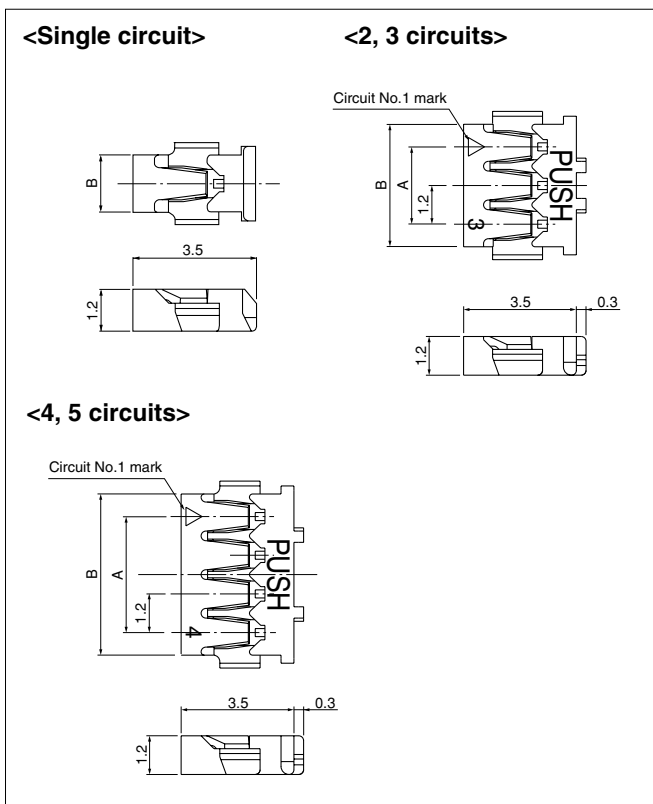 <Single circuit>
B
3.5
1.2
<2, 3 circuits>
Circuit No.1 mark
B
A
1.2
3
PUSH
3.5
0.3
1.2
<4, 5 circuits>
Circuit No.1 mark
B
A
1.2
4
PUSH
3.5
0.3
1.2